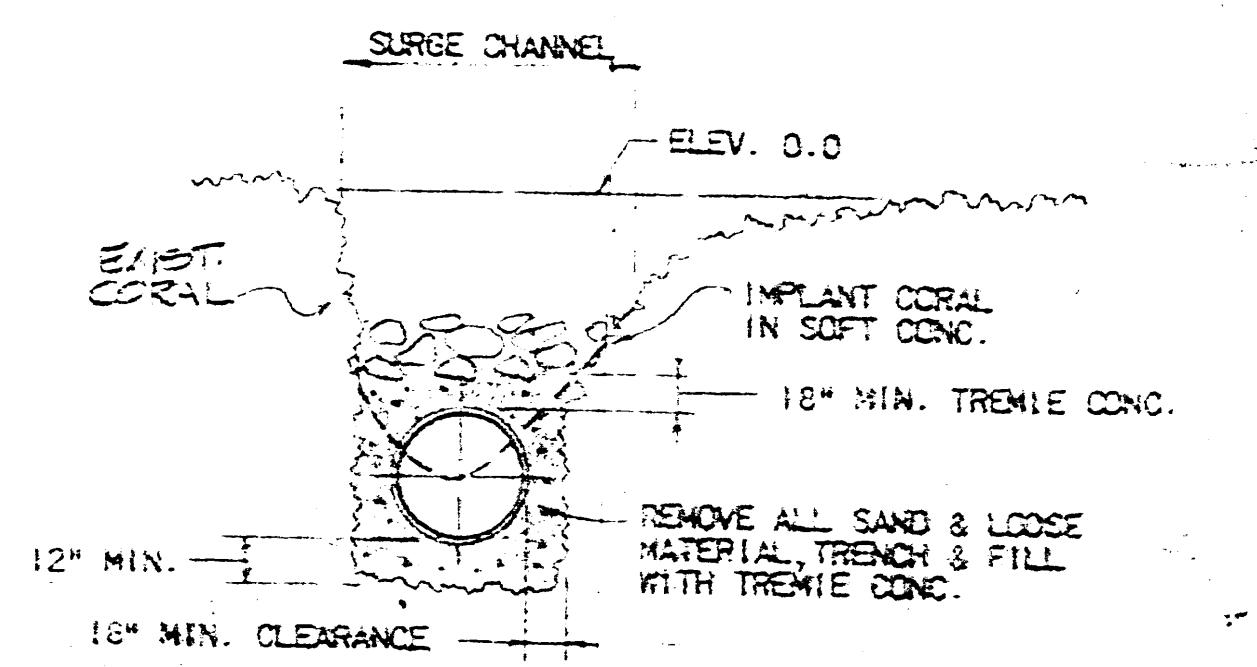 SURGE CHANNEL
ELEV. 0.0
EXIST.
CORAL
IMPLANT CORAL
IN SOFT CONC.
18" MIN. TREMIE CONC.
REMOVE ALL SAND & LOOSE
MATERIAL, TRENCH & FILL
WITH TREMIE CONC.
12" MIN.
18" MIN. CLEARANCE